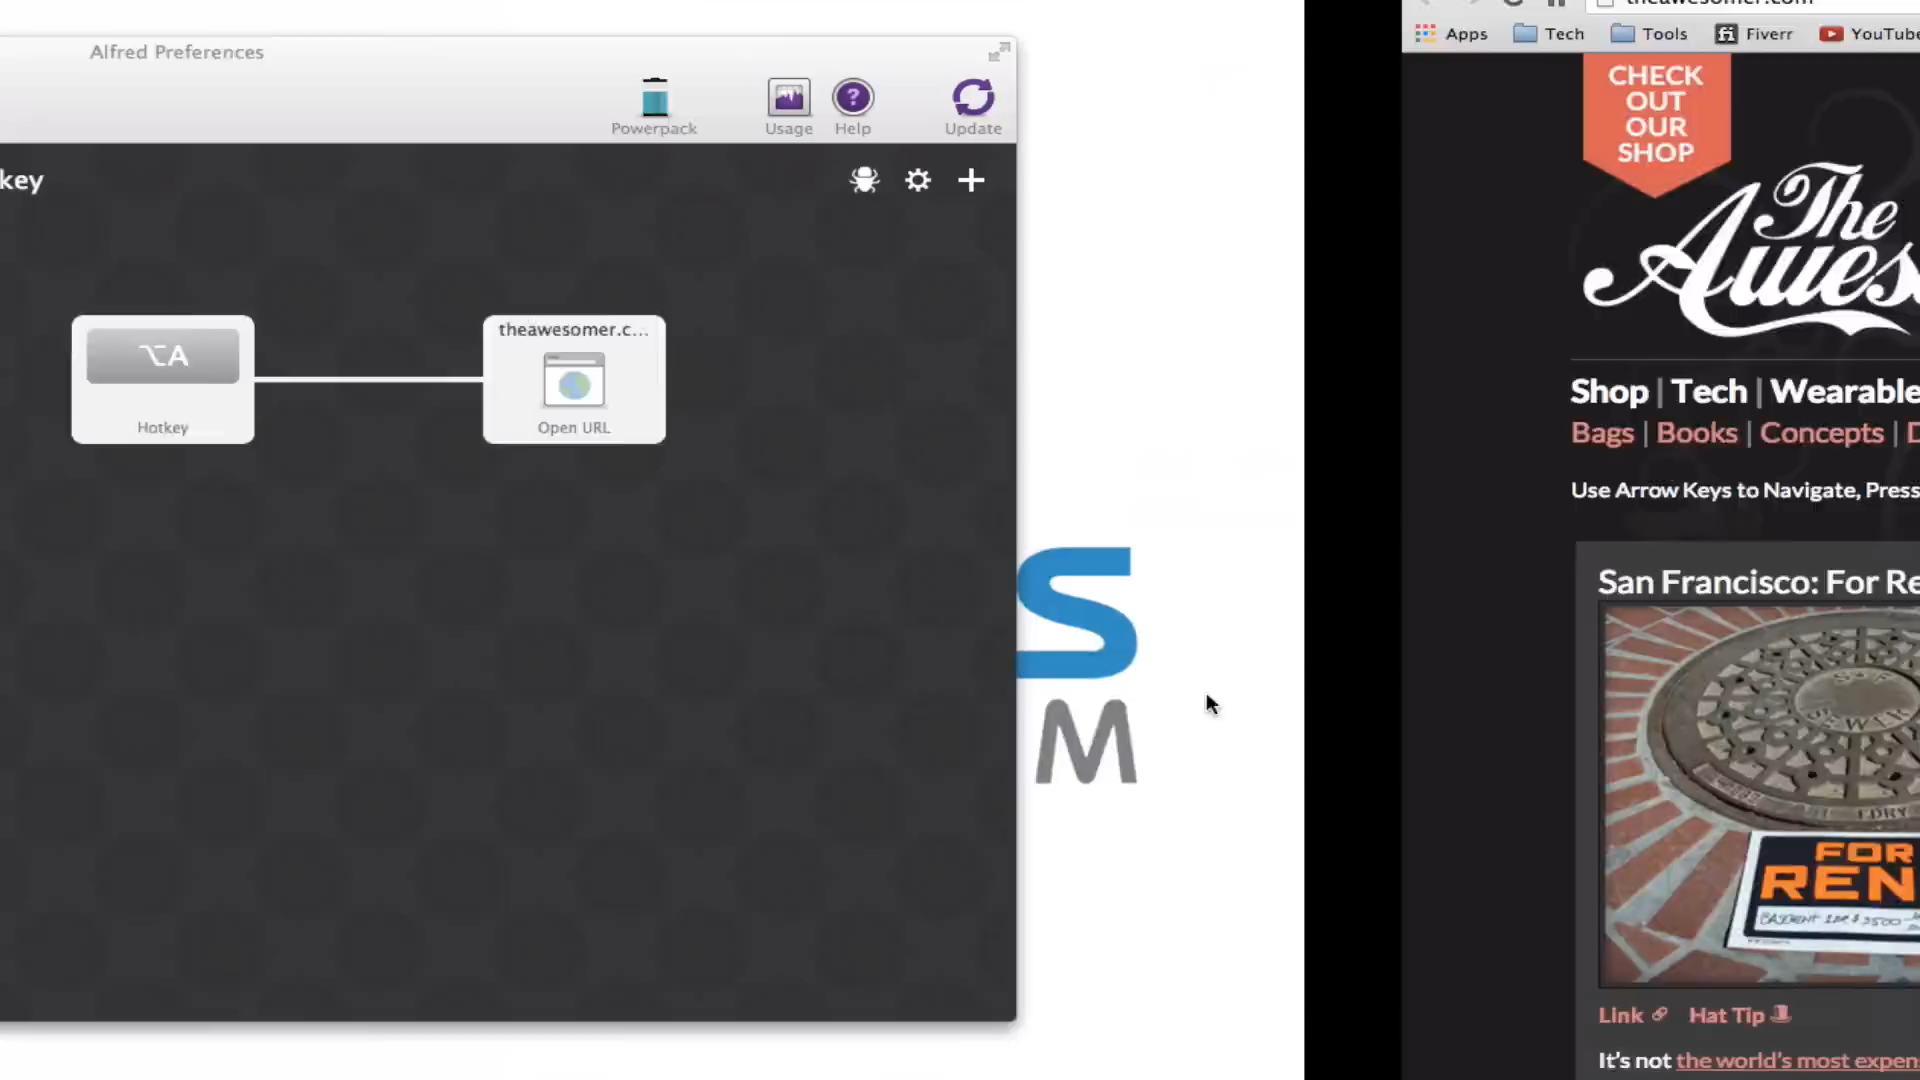 Alfred Preferences
Powerpack
Usage
Help
Update
key
⌥A
Hotkey
theawesomer.c...
Open URL
S
M
theawesomer.com
Apps
Tech
Tools
Fiverr
YouTube
CHECK
OUT
OUR
SHOP
The
Awes
Shop | Tech | Wearable
Bags | Books | Concepts | D
Use Arrow Keys to Navigate, Press
San Francisco: For Re
FOR
REN
Link
Hat Tip
It's not the world's most expen